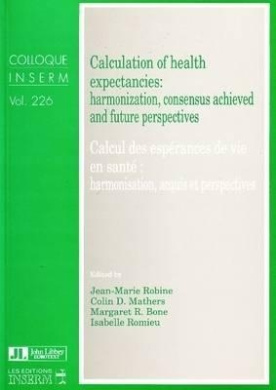 COLLOQUE
INSERM
Vol. 226
Calculation of health
expectancies:
harmonization, consensus achieved
and future perspectives
Calcul des espérances de vie
en santé :
harmonisation, acquis et perspectives
Edited by
Jean-Marie Robine
Colin D. Mathers
Margaret R. Bone
Isabelle Romieu
JL John Libbey
EUROTEXT
LES EDITIONS
INSERM